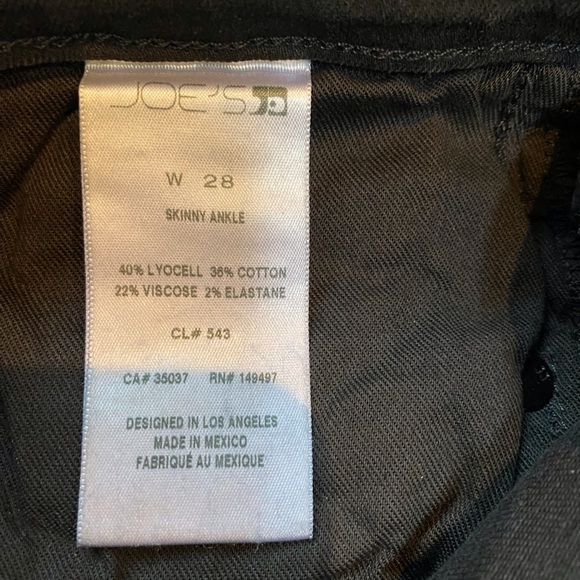 JOE'S
W 28
SKINNY ANKLE
40% LYOCELL 36% COTTON
22% VISCOSE 2% ELASTANE
CL# 543
CA# 35037 RN# 149497
DESIGNED IN LOS ANGELES
MADE IN MEXICO
FABRIQUÉ AU MEXIQUE